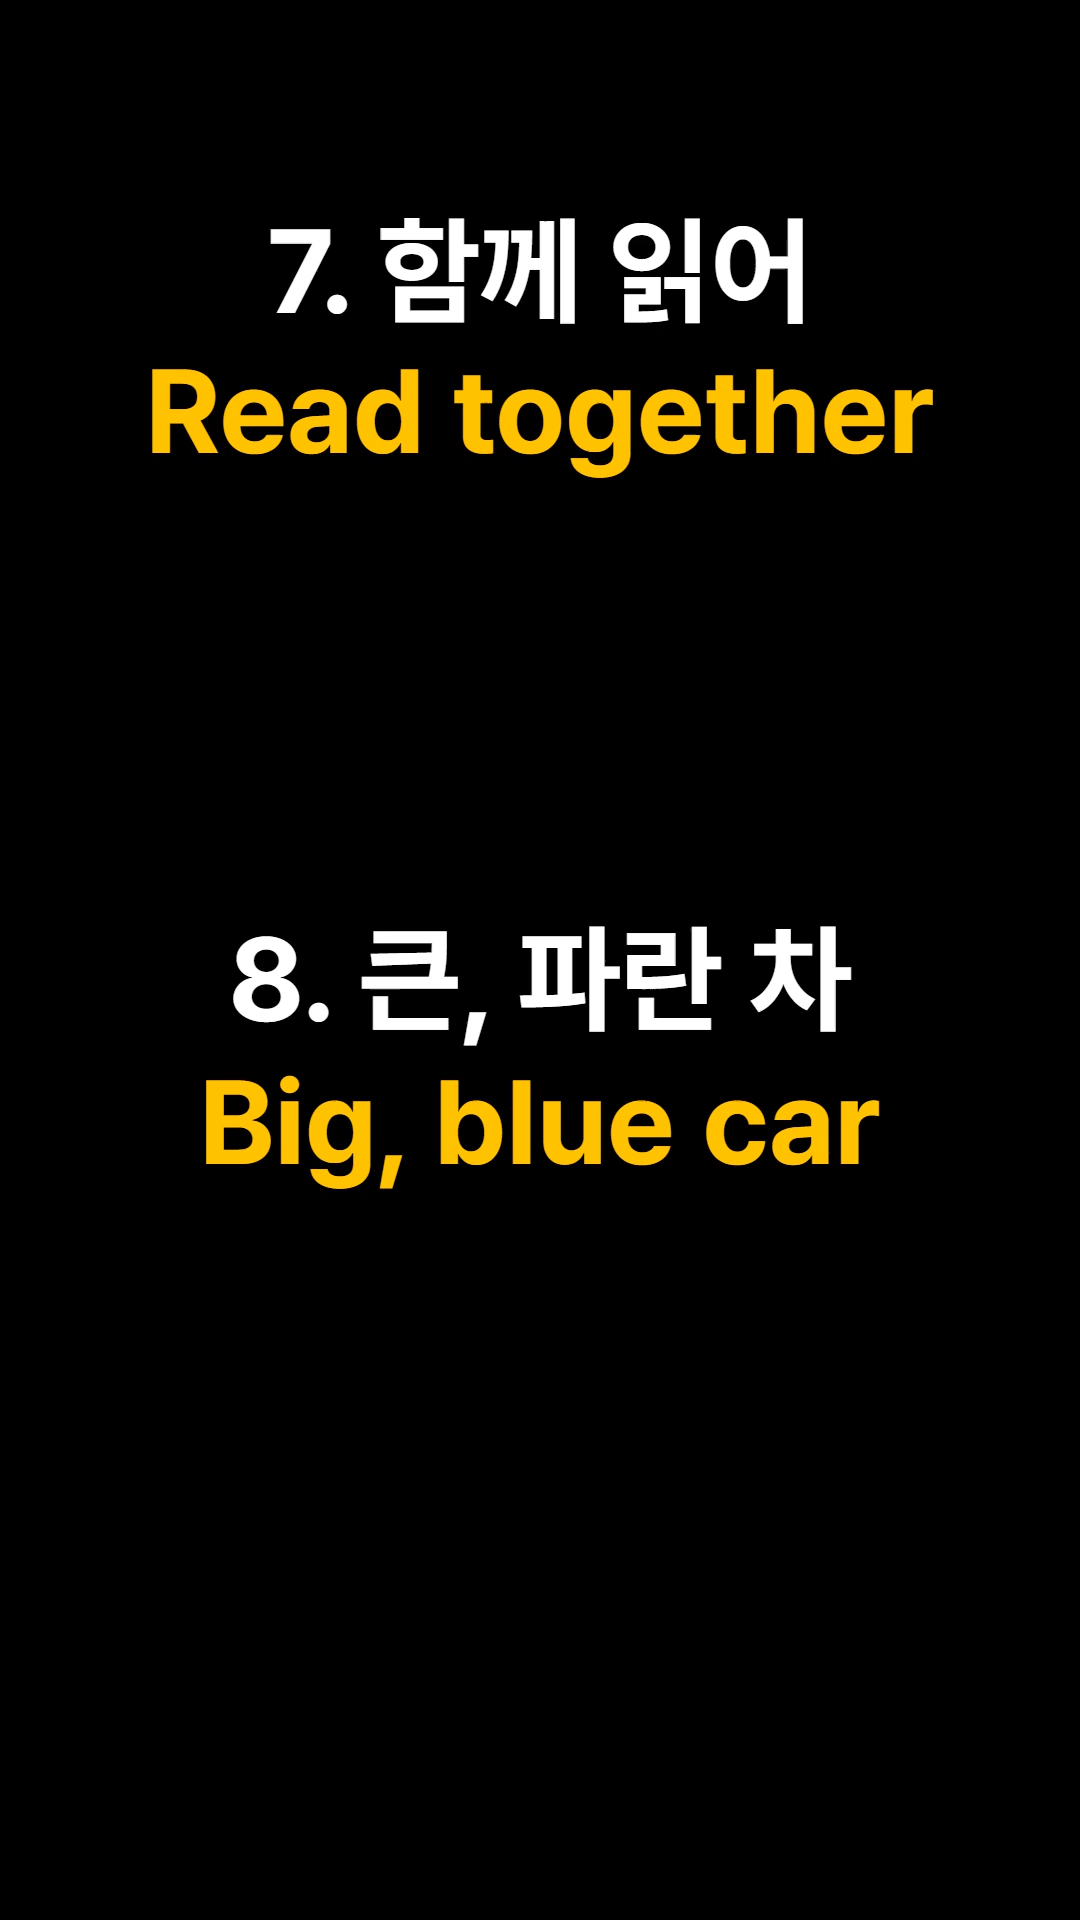 7. 함께 읽어
Read together
8. 큰, 파란 차
Big, blue car